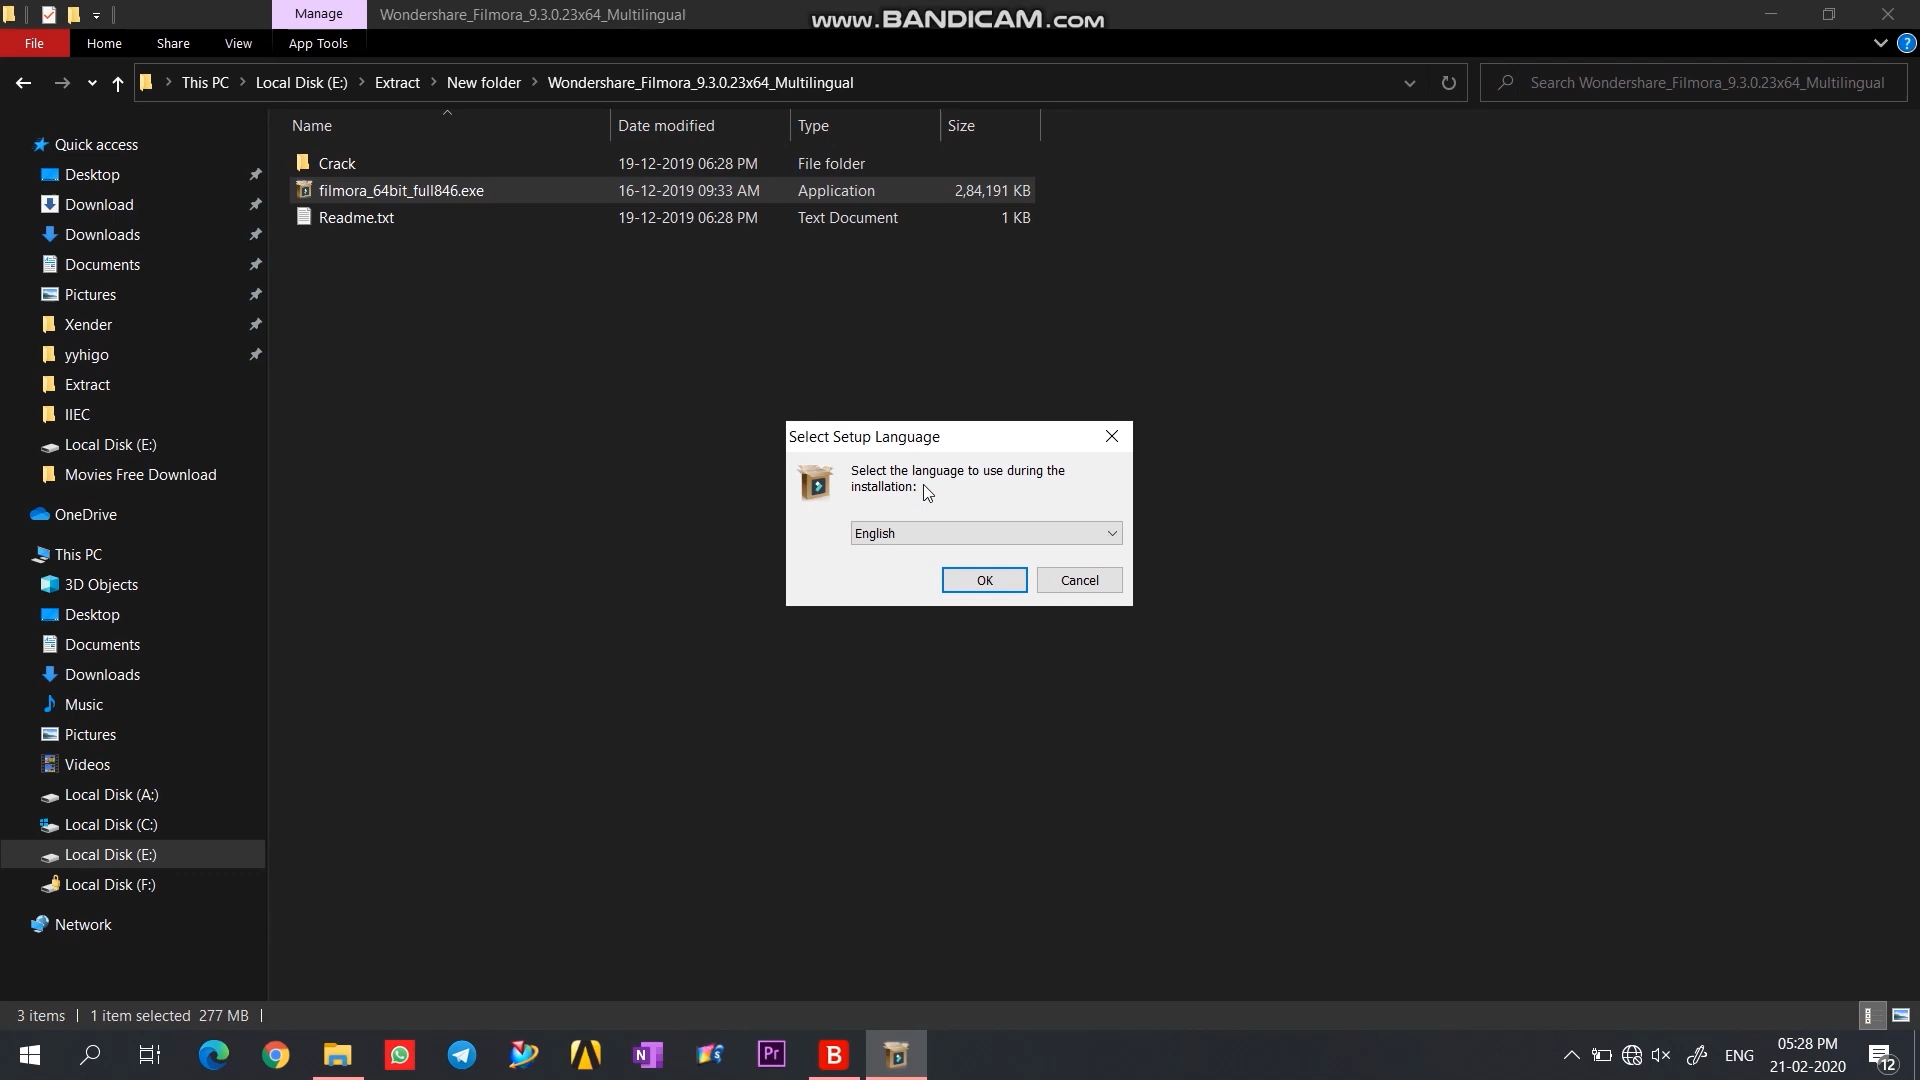 Manage
Wondershare_Filmora_9.3.0.23x64_Multilingual
www.BANDICAM.com
File
Home
Share
View
App Tools
This PC
Local Disk (E:)
Extract
New folder
Wondershare_Filmora_9.3.0.23x64_Multilingual
Search Wondershare_Filmora_9.3.0.23x64_Multilingual
Name
Date modified
Type
Size
Crack
19-12-2019 06:28 PM
File folder
filmora_64bit_full846.exe
16-12-2019 09:33 AM
Application
2,84,191 KB
Readme.txt
19-12-2019 06:28 PM
Text Document
1 KB
Quick access
Desktop
Download
Downloads
Documents
Pictures
Xender
yyhigo
Extract
IIEC
Local Disk (E:)
Movies Free Download
OneDrive
This PC
3D Objects
Desktop
Documents
Downloads
Music
Pictures
Videos
Local Disk (A:)
Local Disk (C:)
Local Disk (E:)
Local Disk (F:)
Network
Select Setup Language
Select the language to use during the
installation:
English
OK
Cancel
3 items
1 item selected 277 MB
N
Pr
B
ENG
05:28 PM
21-02-2020
12